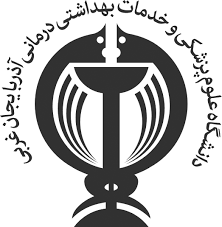 دانشگاه علوم پزشکی و خدمات بهداشتی درمانی آذربایجان غربی